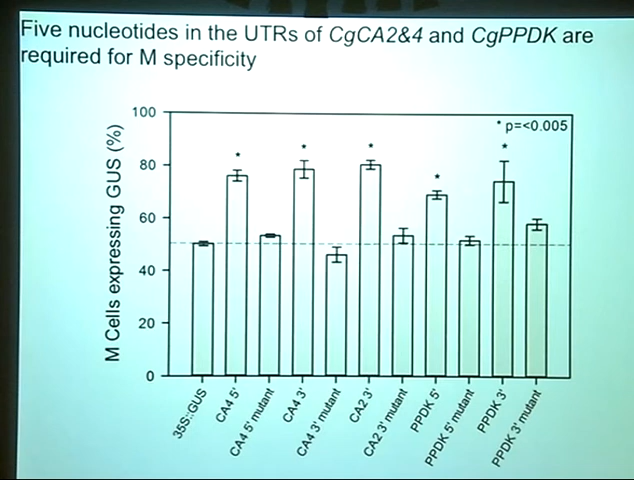 Five nucleotides in the UTRs of CgCA2&4 and CgPPDK are
required for M specificity
100
80
60
40
20
0
M Cells expressing GUS (%)
* p=<0.005
*
*
*
*
*
35S::GUS
CA4 5'
CA4 5' mutant
CA4 3'
CA4 3' mutant
CA2 3'
CA2 3' mutant
PPDK 5'
PPDK 5' mutant
PPDK 3'
PPDK 3' mutant